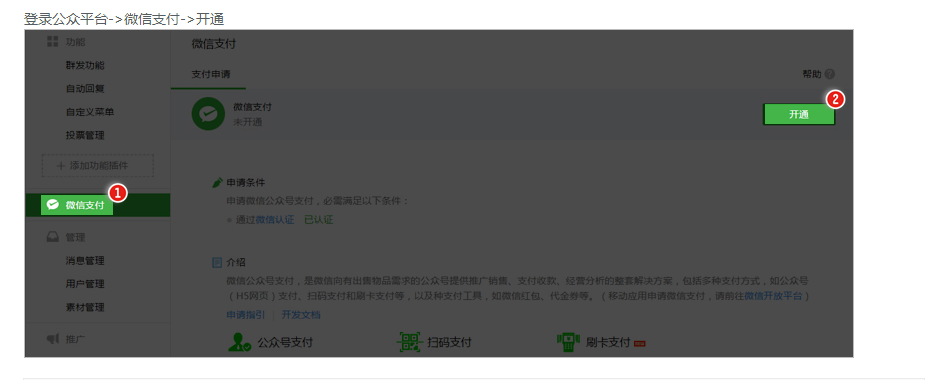 登录公众平台->微信支付->开通
功能
群发功能
自动回复
自定义菜单
投票管理
+ 添加功能插件
1
微信支付
管理
消息管理
用户管理
素材管理
推广
微信支付
支付申请
帮助 ?
微信支付
未开通
2
开通
申请条件
申请微信公众号支付，必需满足以下条件：
通过微信认证 已认证
介绍
微信公众号支付，是微信向有出售物品需求的公众号提供推广销售、支付收款、经营分析的整套解决方案，包括多种支付方式，如公众号
（H5网页）支付、扫码支付和刷卡支付等，以及种支付工具，如微信红包、代金券等。（移动应用申请微信支付，请前往微信开放平台）
申请指引 | 开发文档
公众号支付
扫码支付
刷卡支付